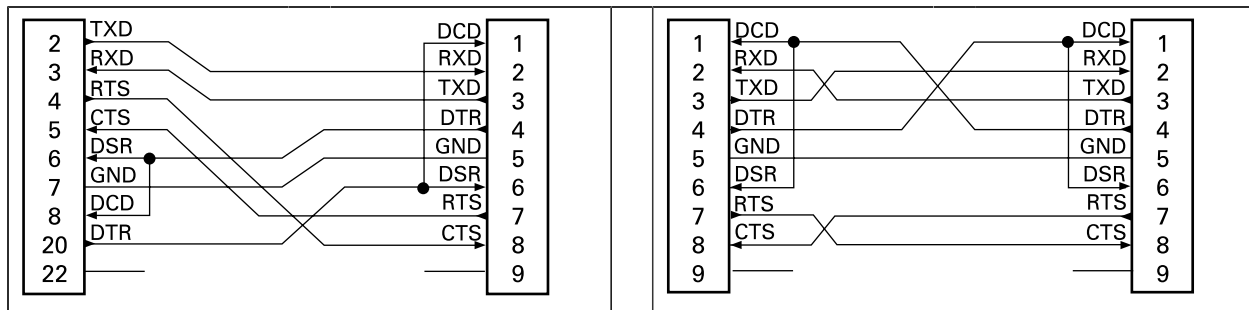 2 TXD DCD 1
3 RXD RXD 2
4 RTS TXD 3
5 CTS DTR 4
6 DSR GND 5
7 GND DSR 6
8 DCD RTS 7
20 DTR CTS 8
22 9
1 DCD DCD 1
2 RXD RXD 2
3 TXD TXD 3
4 DTR DTR 4
5 GND GND 5
6 DSR DSR 6
7 RTS RTS 7
8 CTS CTS 8
9 9